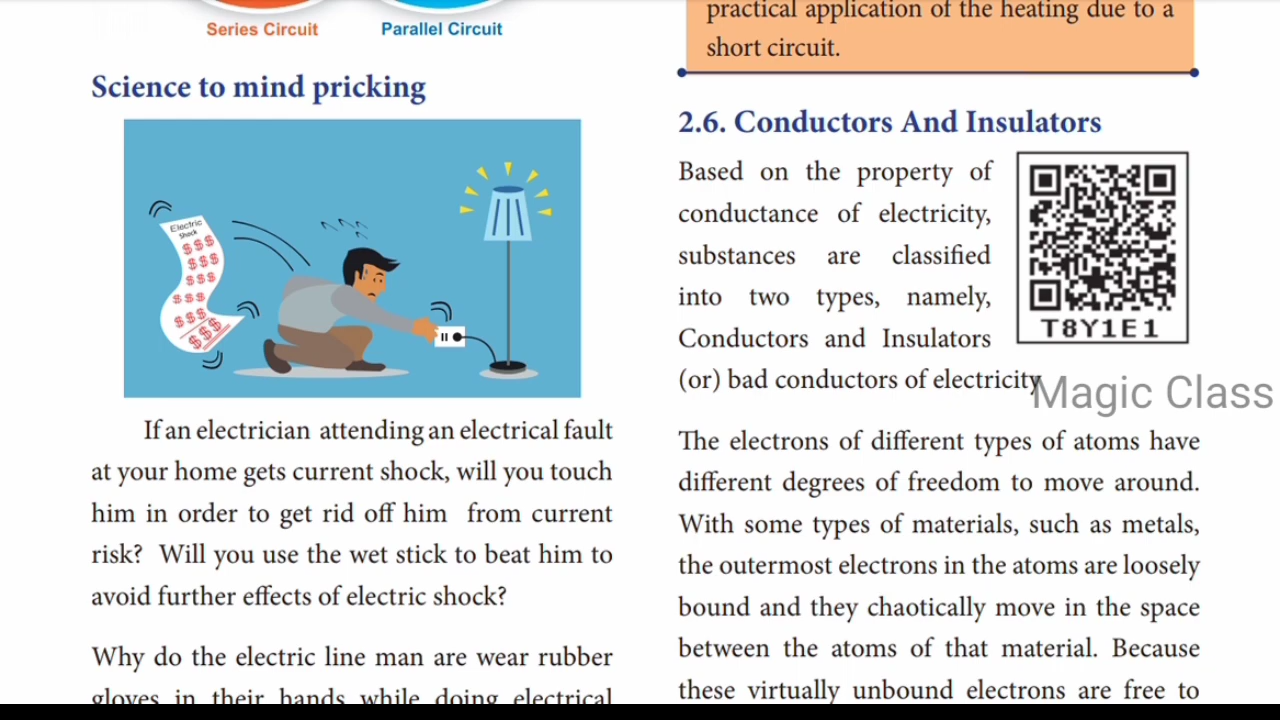 Series Circuit
Parallel Circuit
Science to mind pricking
Electric
Shock
$$$
$$$
$$$
$$$
$$$
$$$
If an electrician attending an electrical fault
at your home gets current shock, will you touch
him in order to get rid off him from current
risk? Will you use the wet stick to beat him to
avoid further effects of electric shock?
Why do the electric line man are wear rubber
gloves in their hands while doing electrical
practical application of the heating due to a
short circuit.
2.6. Conductors And Insulators
Based on the property of
conductance of electricity,
substances are classified
into two types, namely,
Conductors and Insulators
(or) bad conductors of electricity
T8Y1E1
Magic Class
The electrons of different types of atoms have
different degrees of freedom to move around.
With some types of materials, such as metals,
the outermost electrons in the atoms are loosely
bound and they chaotically move in the space
between the atoms of that material. Because
these virtually unbound electrons are free to